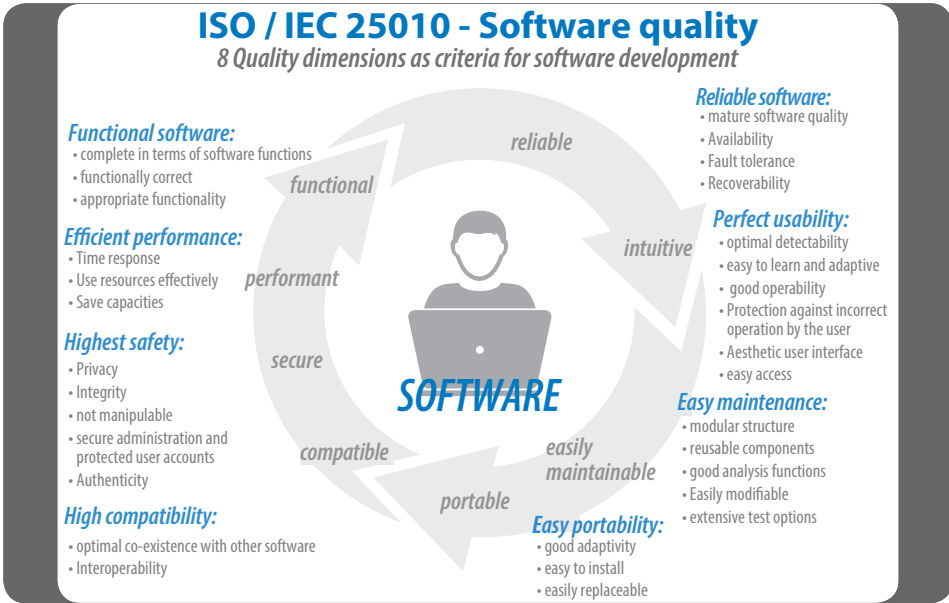 ISO / IEC 25010 - Software quality
8 Quality dimensions as criteria for software development
Functional software:
• complete in terms of software functions
• functionally correct
• appropriate functionality
Efficient performance:
• Time response
• Use resources effectively
• Save capacities
Highest safety:
• Privacy
• Integrity
• not manipulable
• secure administration and
protected user accounts
• Authenticity
High compatibility:
• optimal co-existence with other software
• Interoperability
reliable
functional
intuitive
performant
secure
SOFTWARE
compatible
easily
maintainable
portable
Reliable software:
• mature software quality
• Availability
• Fault tolerance
• Recoverability
Perfect usability:
• optimal detectability
• easy to learn and adaptive
• good operability
• Protection against incorrect
operation by the user
• Aesthetic user interface
• easy access
Easy maintenance:
• modular structure
• reusable components
• good analysis functions
• Easily modifiable
• extensive test options
Easy portability:
• good adaptivity
• easy to install
• easily replaceable